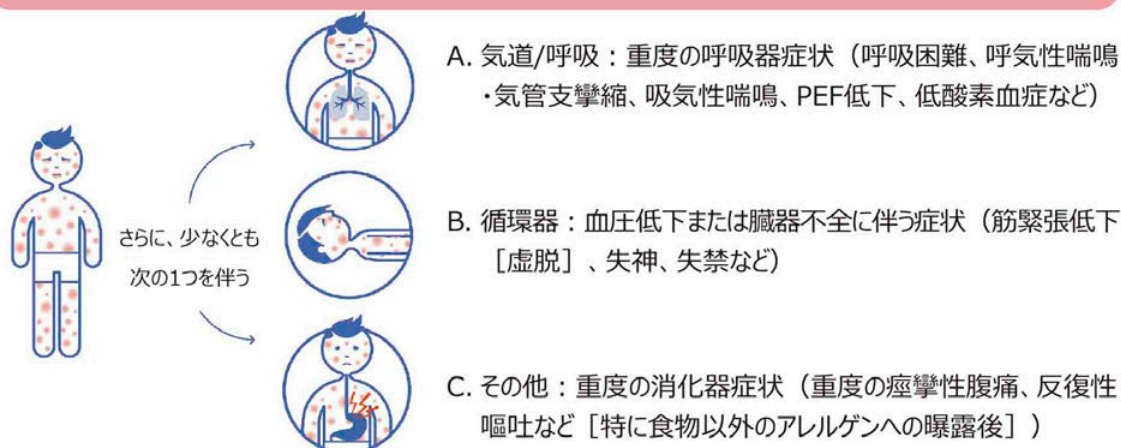 A. 気道/呼吸：重度の呼吸器症状（呼吸困難、呼気性喘鳴
・気管支攣縮、吸気性喘鳴、PEF低下、低酸素血症など）
さらに、少なくとも
次の1つを伴う
B. 循環器：血圧低下または臓器不全に伴う症状（筋緊張低下
［虚脱］、失神、失禁など）
C. その他：重度の消化器症状（重度の痙攣性腹痛、反復性
嘔吐など［特に食物以外のアレルゲンへの曝露後］）